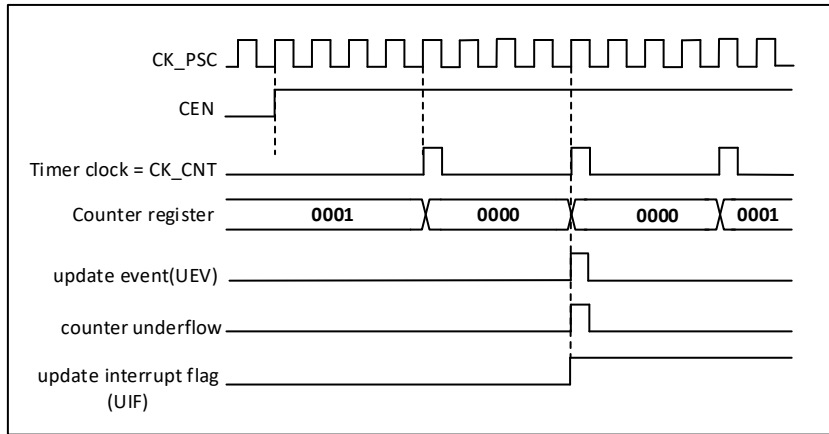 CK_PSC
CEN
Timer clock = CK_CNT
Counter register
0001
0000
0000
0001
update event(UEV)
counter underflow
update interrupt flag
(UIF)